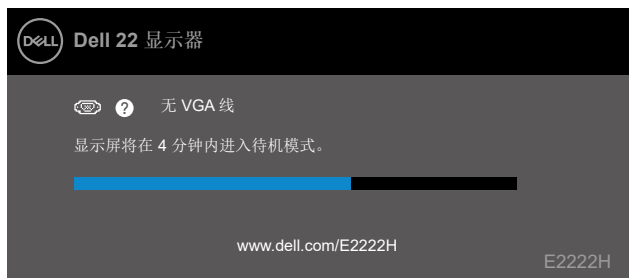 DELL Dell 22 显示器
? 无 VGA 线
显示屏将在 4 分钟内进入待机模式。
www.dell.com/E2222H
E2222H